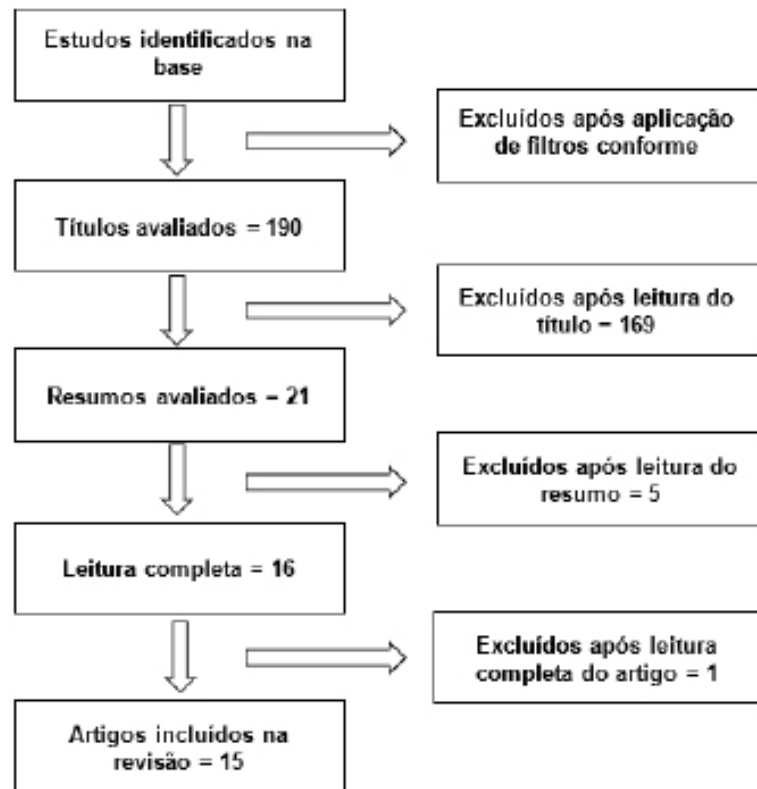 Estudos identificados na
base
Excluídos após aplicação
de filtros conforme
Títulos avaliados = 190
Excluídos após leitura do
título – 169
Resumos avaliados – 21
Excluídos após leitura do
resumo = 5
Leitura completa = 16
Excluídos após leitura
completa do artigo = 1
Artigos incluídos na
revisão = 15